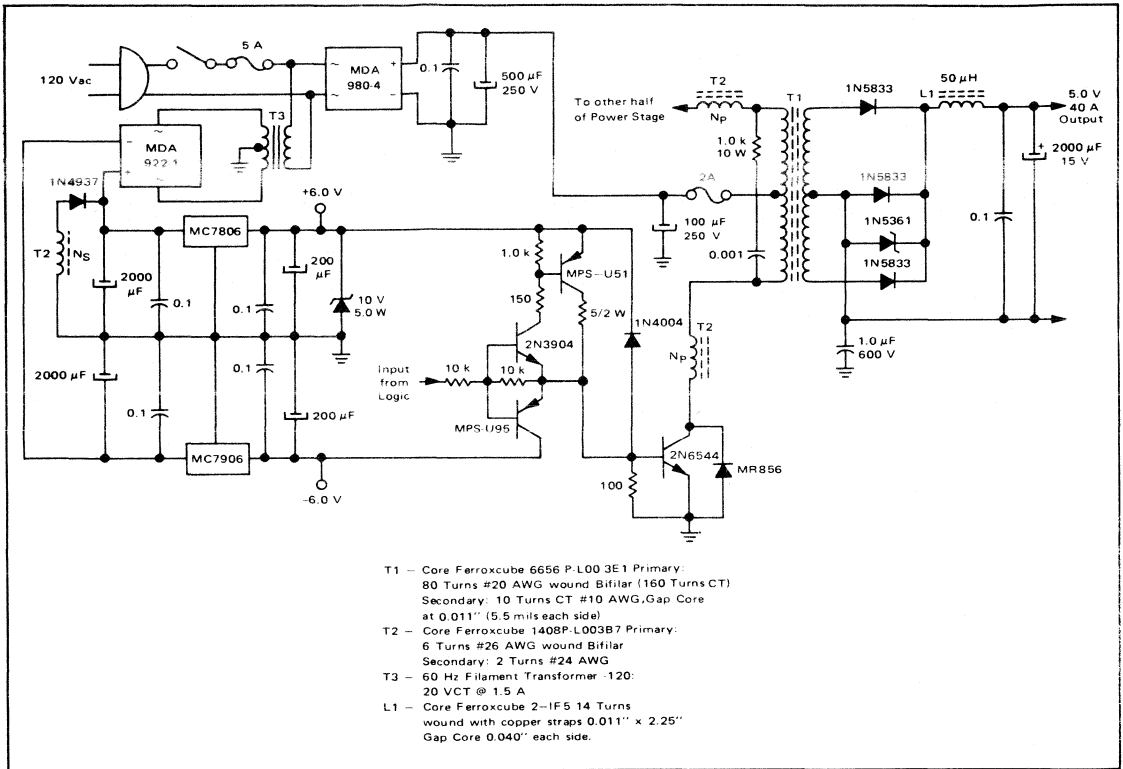 5 A
120 Vac
~
+
MDA
980-4
~
−
0.1
500 µF
250 V
T3
~
−
MDA
922-1
+
~
1N4937
T2
NS
MC7806
2000
µF
0.1
0.1
200
µF
+6.0 V
10 V
5.0 W
2000 µF
0.1
0.1
200 µF
MC7906
-6.0 V
1.0 k
MPS-U51
150
5/2 W
2N3904
Input
from
Logic
10 k
10 k
MPS-U95
1N4004
100
2N6544
MR856
T2
NP
To other half
of Power Stage
T2
NP
1.0 k
10 W
T1
2A
100 µF
250 V
0.001
1N5833
50 µH
L1
5.0 V
40 A
Output
+
2000 µF
15 V
1N5833
1N5361
1N5833
0.1
1.0 µF
600 V
T1 – Core Ferroxcube 6656 P-L00 3E1 Primary:
80 Turns #20 AWG wound Bifilar (160 Turns CT)
Secondary: 10 Turns CT #10 AWG,Gap Core
at 0.011" (5.5 mils each side)
T2 – Core Ferroxcube 1408P-L003B7 Primary:
6 Turns #26 AWG wound Bifilar
Secondary: 2 Turns #24 AWG
T3 – 60 Hz Filament Transformer -120:
20 VCT @ 1.5 A
L1 – Core Ferroxcube 2-IF5 14 Turns
wound with copper straps 0.011" x 2.25"
Gap Core 0.040" each side.